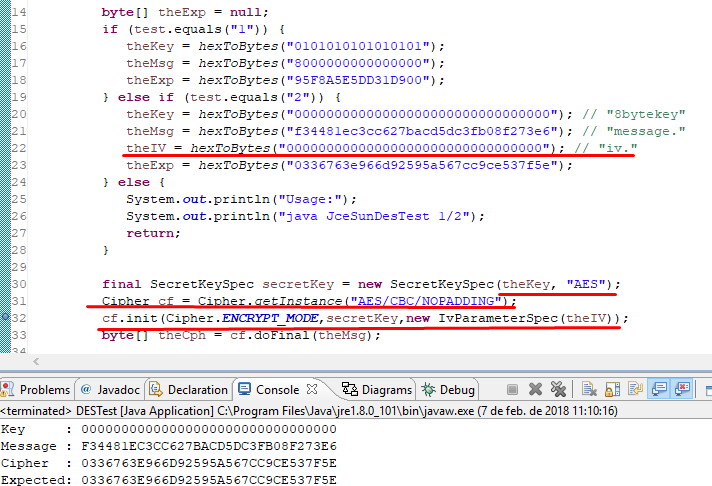 14 byte[] theExp = null;
15 if (test.equals("1")) {
16 theKey = hexToBytes("0101010101010101");
17 theMsg = hexToBytes("8000000000000000");
18 theExp = hexToBytes("95F8A5E5DD31D900");
19 } else if (test.equals("2")) {
20 theKey = hexToBytes("00000000000000000000000000000000"); // "8bytekey"
21 theMsg = hexToBytes("f34481ec3cc627bacd5dc3fb08f273e6"); // "message."
22 theIV = hexToBytes("00000000000000000000000000000000"); // "iv."
23 theExp = hexToBytes("0336763e966d92595a567cc9ce537f5e");
24 } else {
25 System.out.println("Usage:");
26 System.out.println("java JceSunDesTest 1/2");
27 return;
28 }
29
30 final SecretKeySpec secretKey = new SecretKeySpec(theKey, "AES");
31 Cipher cf = Cipher.getInstance("AES/CBC/NOPADDING");
32 cf.init(Cipher.ENCRYPT_MODE,secretKey,new IvParameterSpec(theIV));
33 byte[] theCph = cf.doFinal(theMsg);
Problems @ Javadoc Declaration Console Diagrams Debug
<terminated> DESTest [Java Application] C:\Program Files\Java\jre1.8.0_101\bin\javaw.exe (7 de feb. de 2018 11:10:16)
Key : 00000000000000000000000000000000
Message : F34481EC3CC627BACD5DC3FB08F273E6
Cipher : 0336763E966D92595A567CC9CE537F5E
Expected: 0336763E966D92595A567CC9CE537F5E